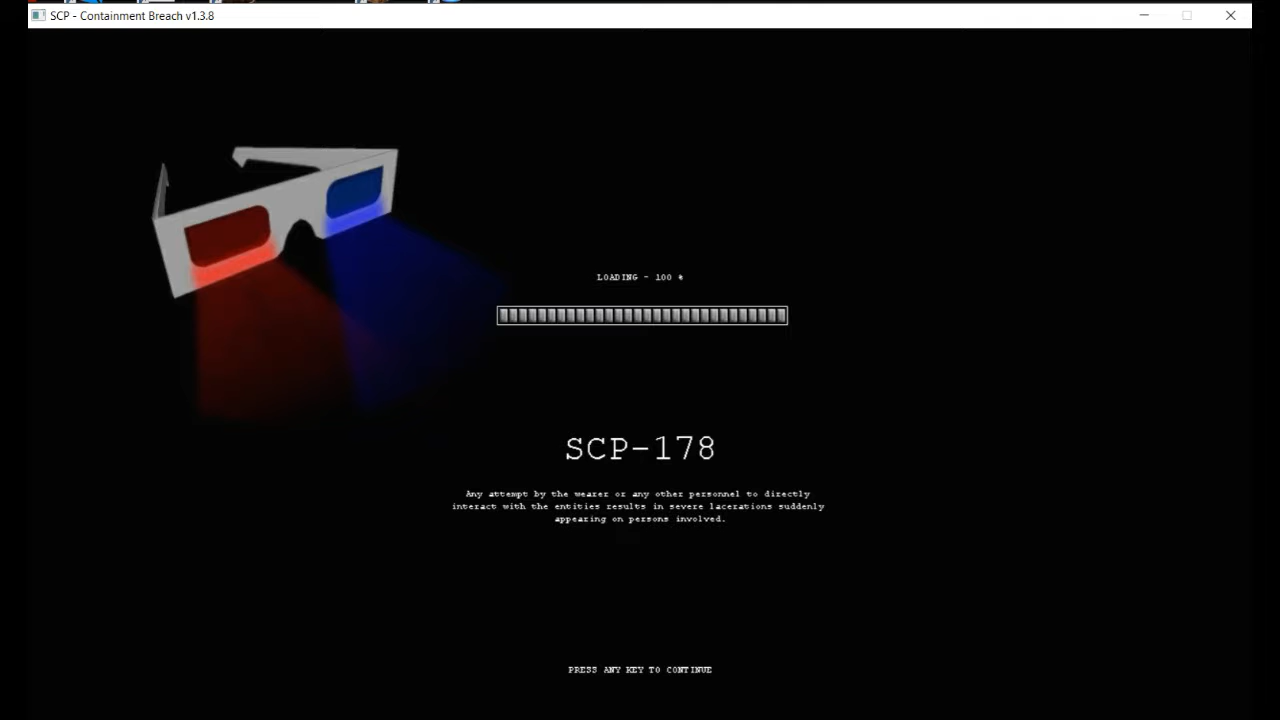 SCP - Containment Breach v1.3.8
LOADING - 100 %
SCP-178
Any attempt by the wearer or any other personnel to directly
interact with the entities results in severe lacerations suddenly
appearing on persons involved.
PRESS ANY KEY TO CONTINUE